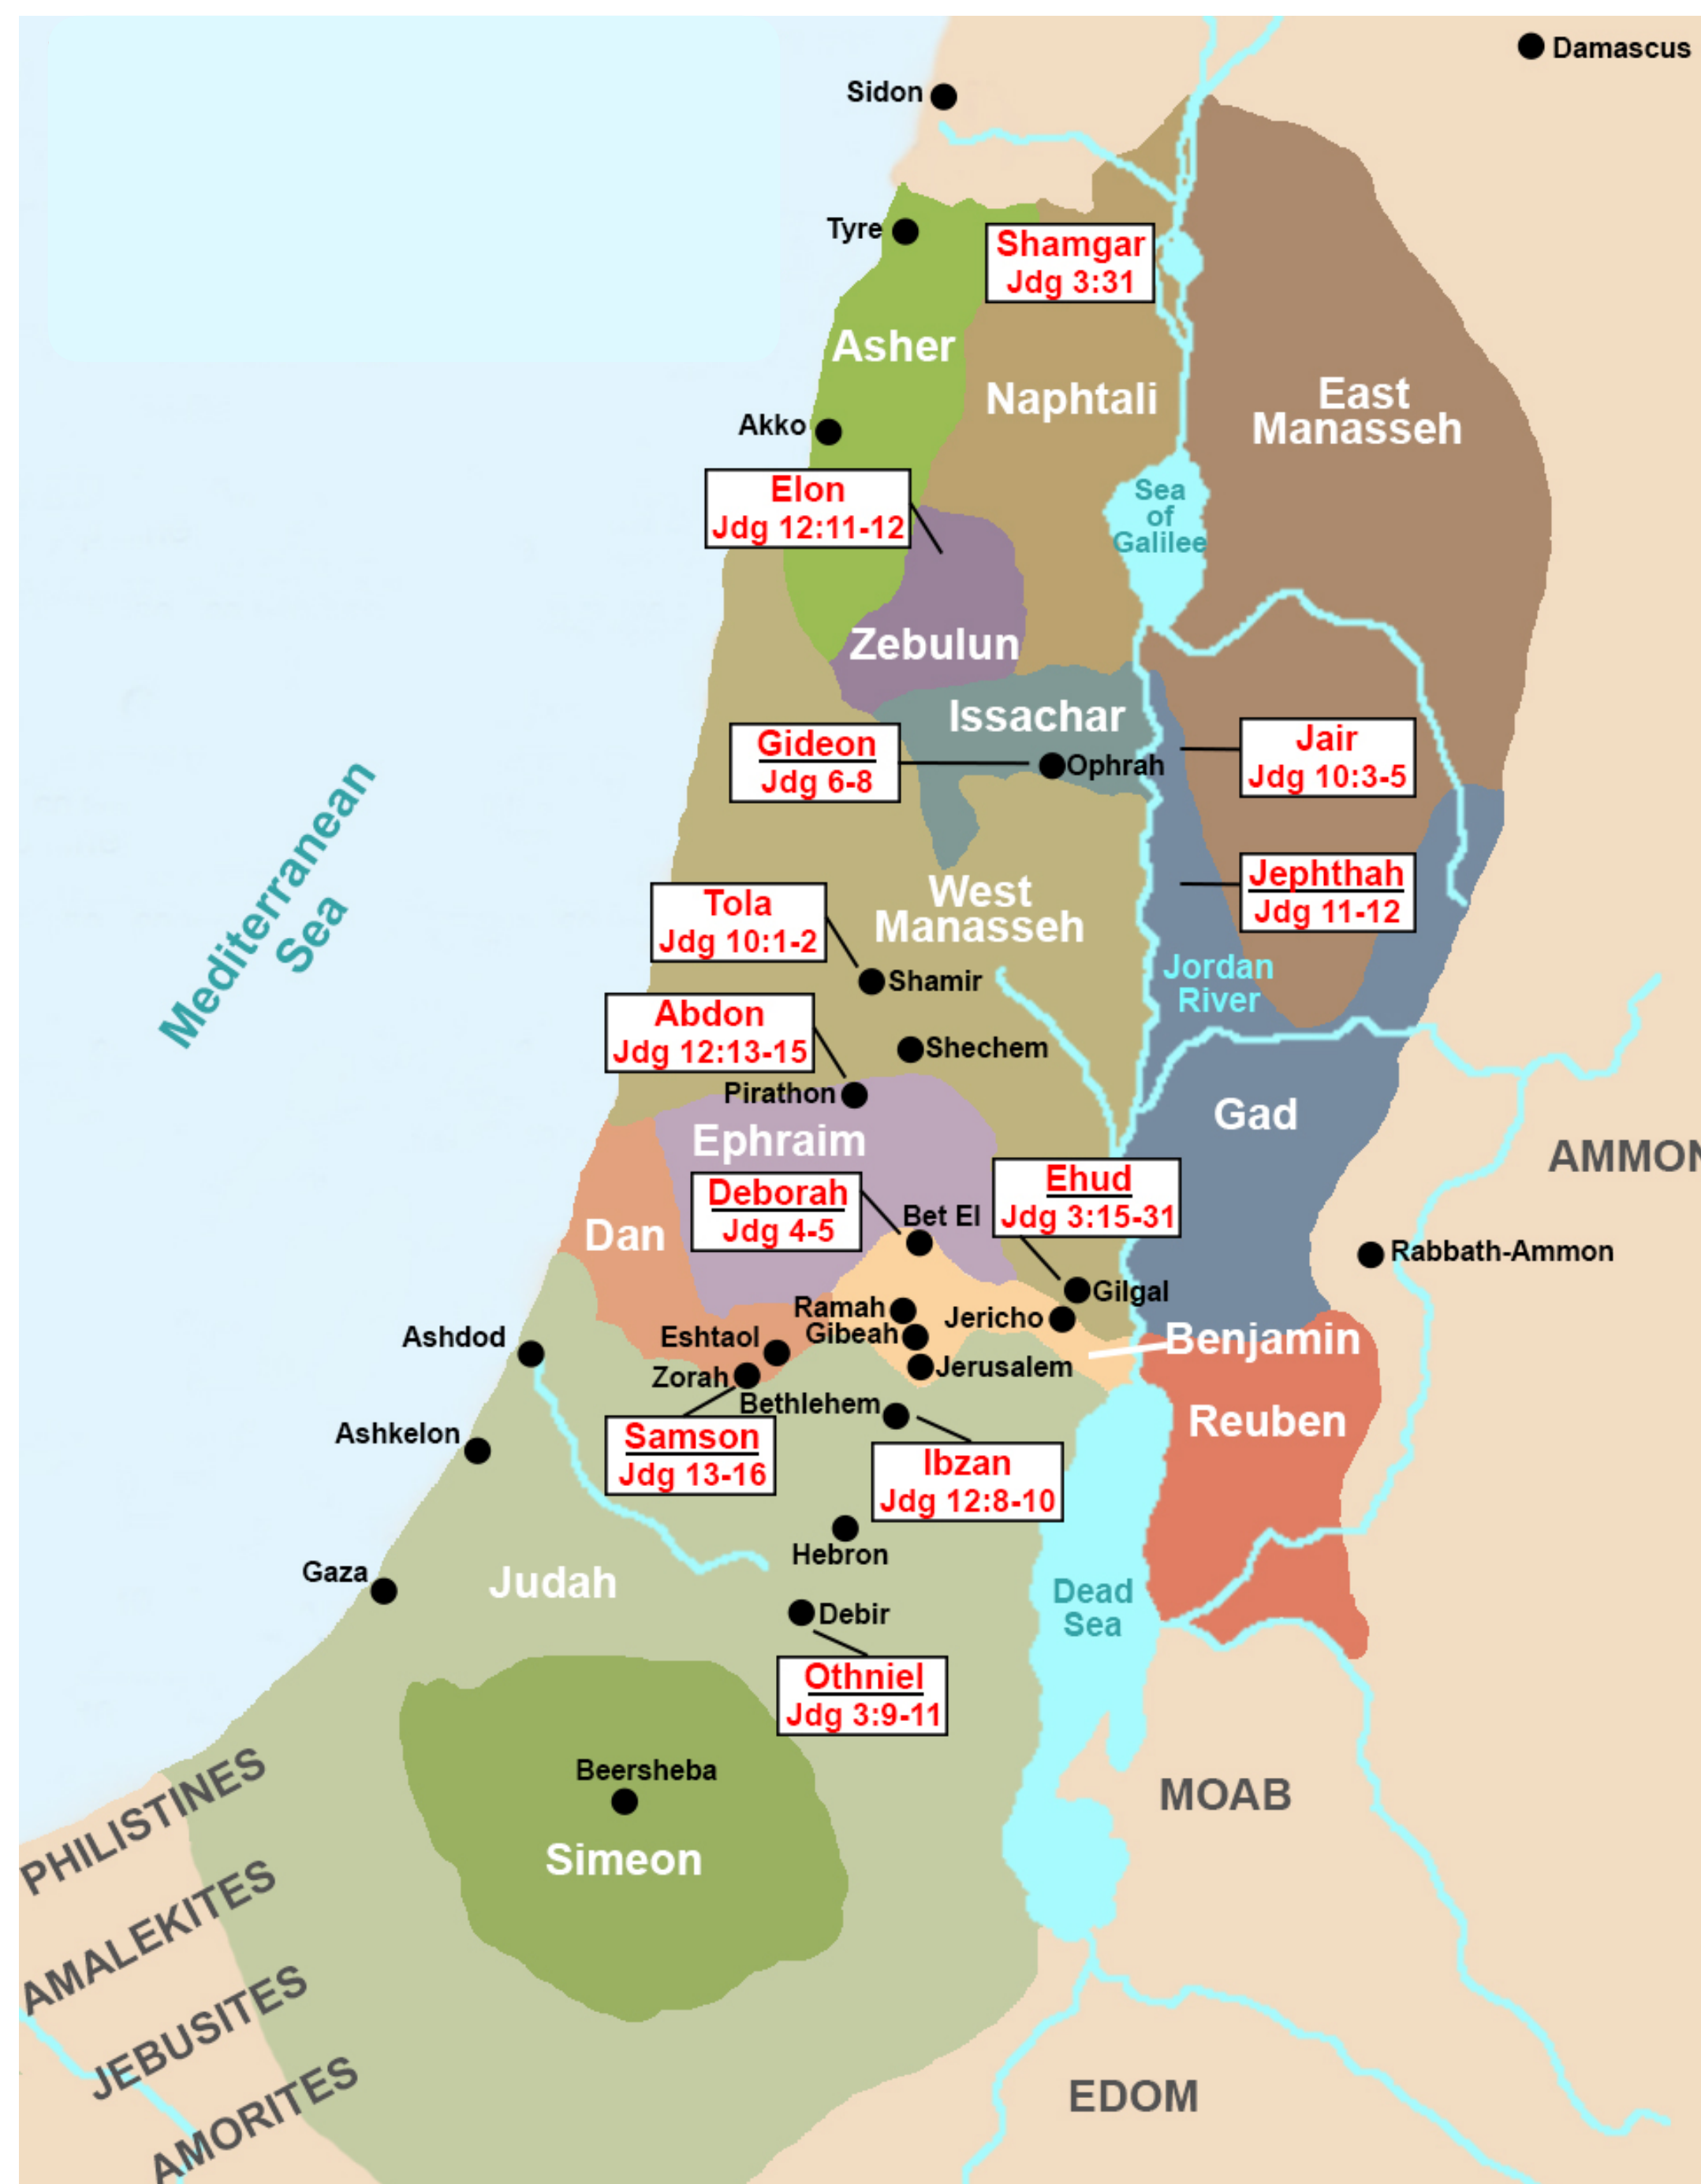 Damascus
Sidon
Tyre
Shamgar
Jdg 3:31
Asher
Naphtali
East
Manasseh
Akko
Elon
Jdg 12:11-12
Sea
of
Galilee
Zebulun
Issachar
Gideon
Jdg 6-8
Ophrah
Jair
Jdg 10:3-5
Mediterranean
Sea
West
Manasseh
Jephthah
Jdg 11-12
Tola
Jdg 10:1-2
Shamir
Jordan
River
Abdon
Jdg 12:13-15
Shechem
Pirathon
Ephraim
Gad
AMMON
Deborah
Jdg 4-5
Bet El
Ehud
Jdg 3:15-31
Dan
Rabbath-Ammon
Gilgal
Ramah
Jericho
Gibeah
Benjamin
Ashdod
Eshtaol
Jerusalem
Zorah
Bethlehem
Reuben
Ashkelon
Samson
Jdg 13-16
Ibzan
Jdg 12:8-10
Hebron
Gaza
Judah
Dead
Sea
Debir
Othniel
Jdg 3:9-11
Beersheba
Simeon
MOAB
PHILISTINES
AMALEKITES
JEBUSITES
AMORITES
EDOM